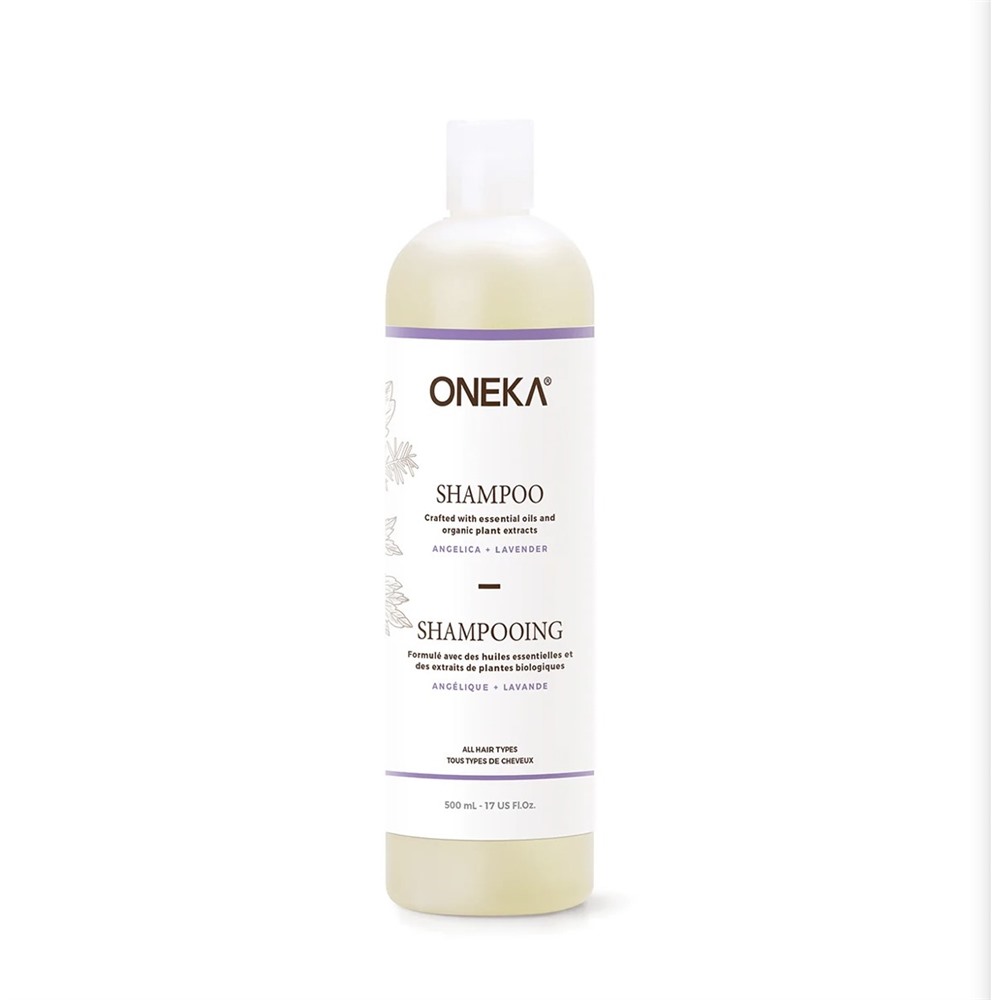 ONEKA®
SHAMPOO
Crafted with essential oils and
organic plant extracts
ANGELICA + LAVENDER
SHAMPOOING
Formulé avec des huiles essentielles et
des extraits de plantes biologiques
ANGÉLIQUE + LAVANDE
ALL HAIR TYPES
TOUS TYPES DE CHEVEUX
500 mL - 17 US Fl.Oz.